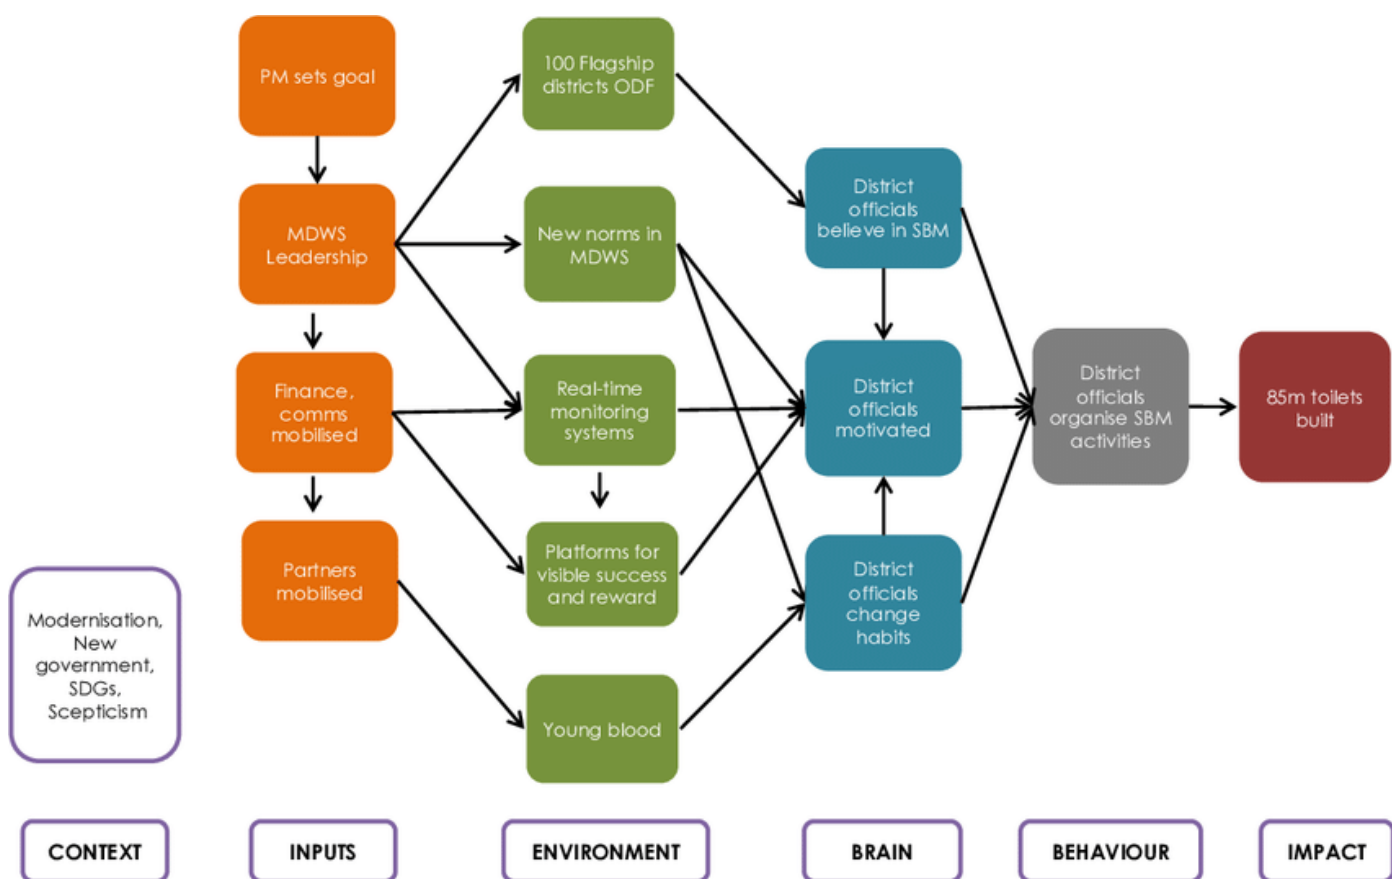 PM sets goal
MDWS
Leadership
Finance,
comms
mobilised
Partners
mobilised
100 Flagship
districts ODF
New norms in
MDWS
Real-time
monitoring
systems
Platforms for
visible success
and reward
Young blood
District
officials
believe in SBM
District
officials
motivated
District
officials
change
habits
District
officials
organise SBM
activities
85m toilets
built
Modernisation,
New
government,
SDGs,
Scepticism
CONTEXT
INPUTS
ENVIRONMENT
BRAIN
BEHAVIOUR
IMPACT